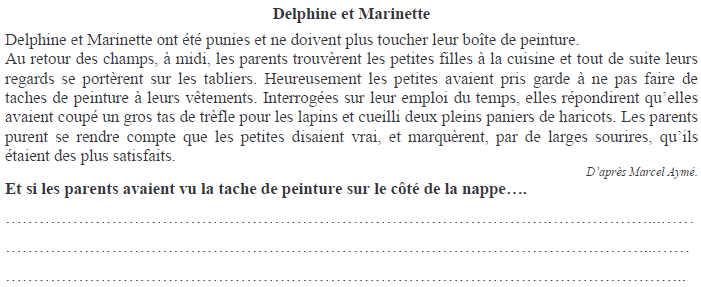 Delphine et Marinette
Delphine et Marinette ont été punies et ne doivent plus toucher leur boîte de peinture.
Au retour des champs, à midi, les parents trouvèrent les petites filles à la cuisine et tout de suite leurs
regards se portèrent sur les tabliers. Heureusement les petites avaient pris garde à ne pas faire de
taches de peinture à leurs vêtements. Interrogées sur leur emploi du temps, elles répondirent qu’elles
avaient coupé un gros tas de trèfle pour les lapins et cueilli deux pleins paniers de haricots. Les parents
purent se rendre compte que les petites disaient vrai, et marquèrent, par de larges sourires, qu’ils
étaient des plus satisfaits.
D’après Marcel Aymé.
Et si les parents avaient vu la tache de peinture sur le côté de la nappe….